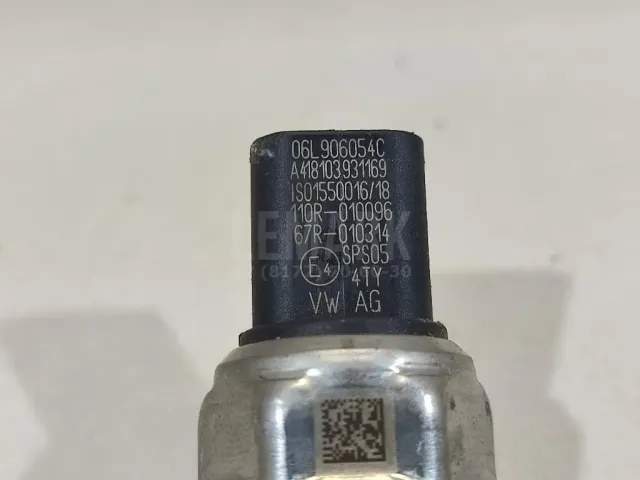 06L906054C
A418103931169
ISO1550016/18
110R-010096
67R-010314
E4 SPS05
4TY
VW AG